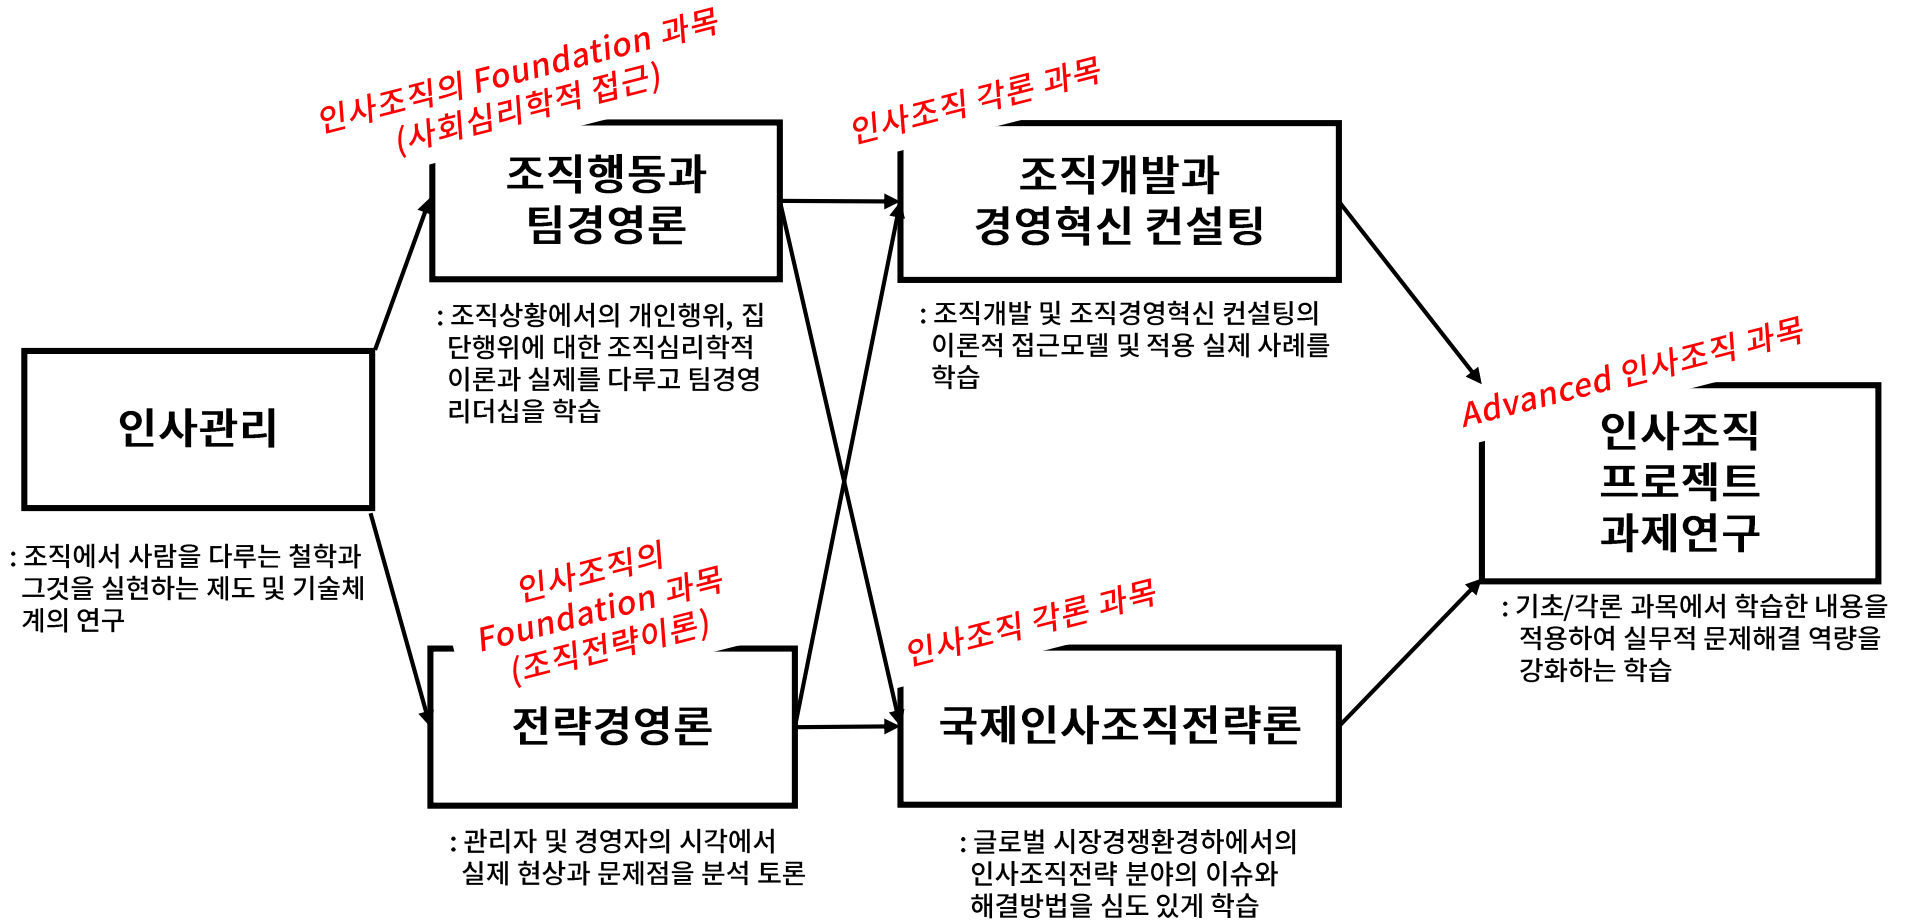 인사조직의 Foundation 과목
(사회심리학적 접근)
조직행동과
팀경영론
: 조직상황에서의 개인행위, 집
단행위에 대한 조직심리학적
이론과 실제를 다루고 팀경영
리더십을 학습
인사조직 각론 과목
조직개발과
경영혁신 컨설팅
: 조직개발 및 조직경영혁신 컨설팅의
이론적 접근모델 및 적용 실제 사례를
학습
인사관리
: 조직에서 사람을 다루는 철학과
그것을 실현하는 제도 및 기술체
계의 연구
Advanced 인사조직 과목
인사조직
프로젝트
과제연구
: 기초/각론 과목에서 학습한 내용을
적용하여 실무적 문제해결 역량을
강화하는 학습
인사조직의
Foundation 과목
(조직전략이론)
전략경영론
: 관리자 및 경영자의 시각에서
실제 현상과 문제점을 분석 토론
인사조직 각론 과목
국제인사조직전략론
: 글로벌 시장경쟁환경하에서의
인사조직전략 분야의 이슈와
해결방법을 심도 있게 학습